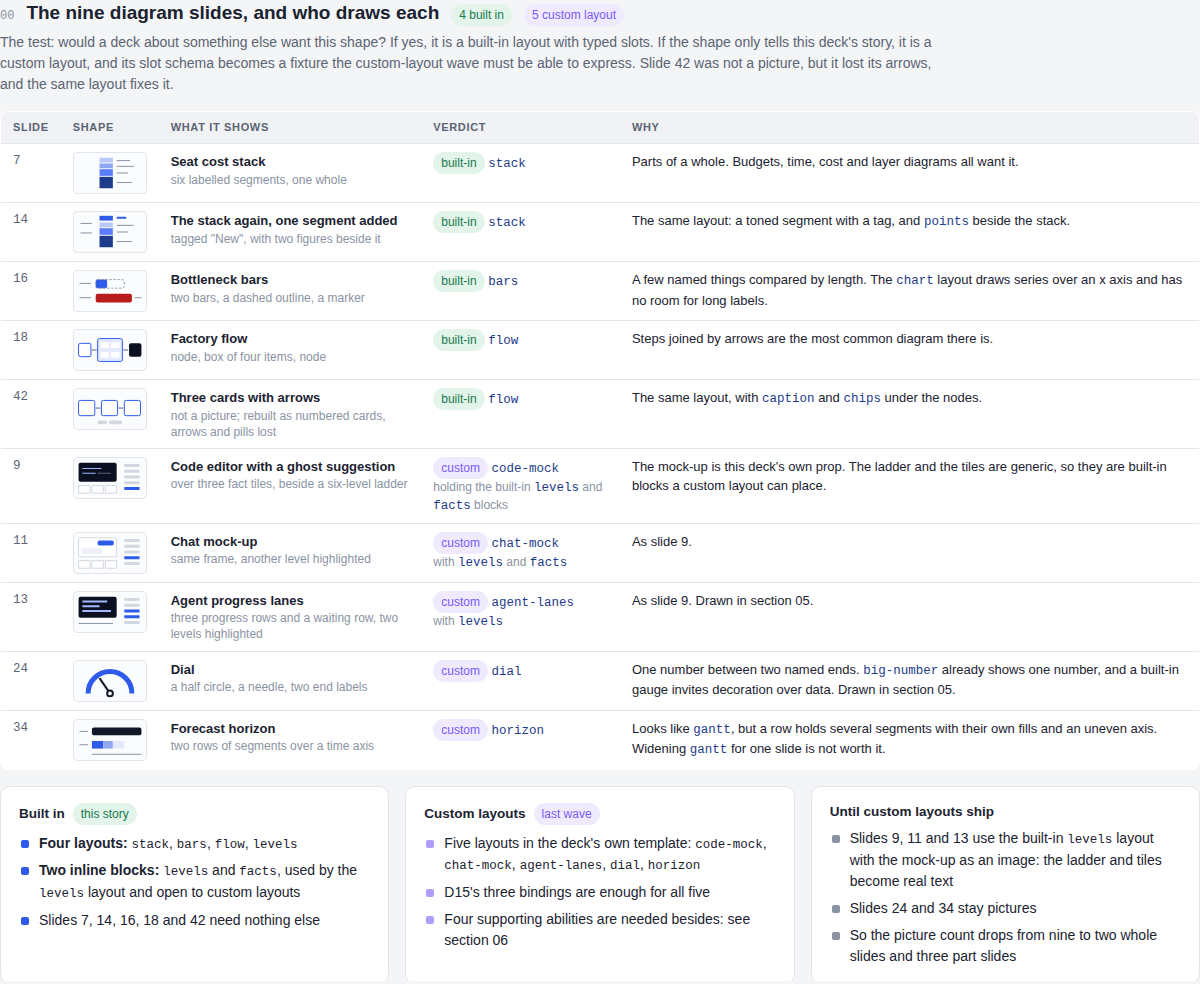 00 The nine diagram slides, and who draws each 4 built in 5 custom layout
The test: would a deck about something else want this shape? If yes, it is a built-in layout with typed slots. If the shape only tells this deck's story, it is a
custom layout, and its slot schema becomes a fixture the custom-layout wave must be able to express. Slide 42 was not a picture, but it lost its arrows,
and the same layout fixes it.
SLIDE SHAPE WHAT IT SHOWS VERDICT WHY
7 Seat cost stack built-in stack Parts of a whole. Budgets, time, cost and layer diagrams all want it.
six labelled segments, one whole
14 The stack again, one segment added built-in stack The same layout: a toned segment with a tag, and points beside the stack.
tagged "New", with two figures beside it
16 Bottleneck bars built-in bars A few named things compared by length. The chart layout draws series over an x axis and has
two bars, a dashed outline, a marker no room for long labels.
18 Factory flow built-in flow Steps joined by arrows are the most common diagram there is.
node, box of four items, node
42 Three cards with arrows built-in flow The same layout, with caption and chips under the nodes.
not a picture; rebuilt as numbered cards,
arrows and pills lost
9 Code editor with a ghost suggestion custom code-mock The mock-up is this deck's own prop. The ladder and the tiles are generic, so they are built-in
over three fact tiles, beside a six-level ladder holding the built-in levels and blocks a custom layout can place.
facts blocks
11 Chat mock-up custom chat-mock As slide 9.
same frame, another level highlighted with levels and facts
13 Agent progress lanes custom agent-lanes As slide 9. Drawn in section 05.
three progress rows and a waiting row, two with levels
levels highlighted
24 Dial custom dial One number between two named ends. big-number already shows one number, and a built-in
a half circle, a needle, two end labels gauge invites decoration over data. Drawn in section 05.
34 Forecast horizon custom horizon Looks like gantt, but a row holds several segments with their own fills and an uneven axis.
two rows of segments over a time axis Widening gantt for one slide is not worth it.
Built in this story
Four layouts: stack, bars, flow, levels
Two inline blocks: levels and facts, used by the
levels layout and open to custom layouts
Slides 7, 14, 16, 18 and 42 need nothing else
Custom layouts last wave
Five layouts in the deck's own template: code-mock,
chat-mock, agent-lanes, dial, horizon
D15's three bindings are enough for all five
Four supporting abilities are needed besides: see
section 06
Until custom layouts ship
Slides 9, 11 and 13 use the built-in levels layout
with the mock-up as an image: the ladder and tiles
become real text
Slides 24 and 34 stay pictures
So the picture count drops from nine to two whole
slides and three part slides